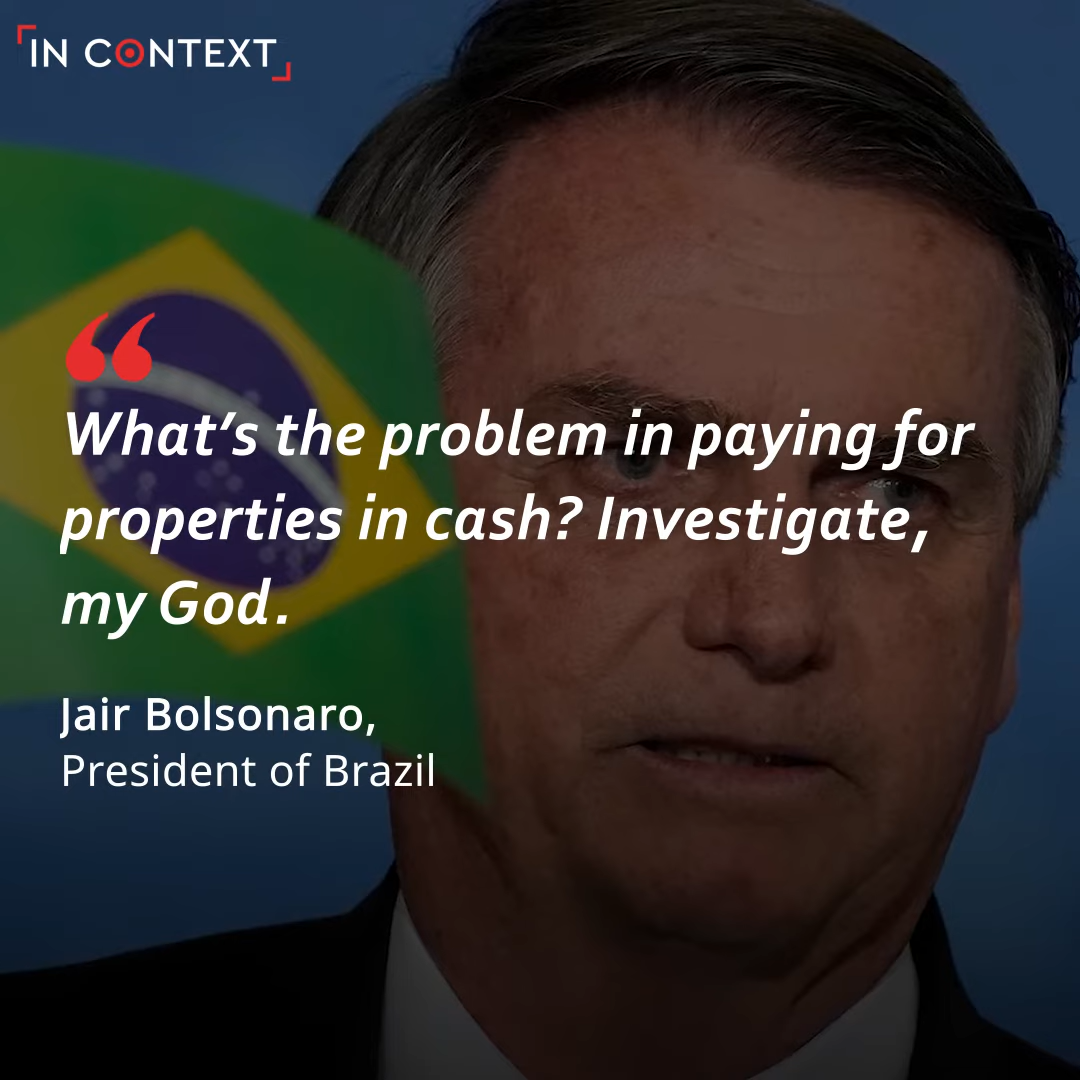 IN CONTEXT
“
What’s the problem in paying for
properties in cash? Investigate,
my God.
Jair Bolsonaro,
President of Brazil